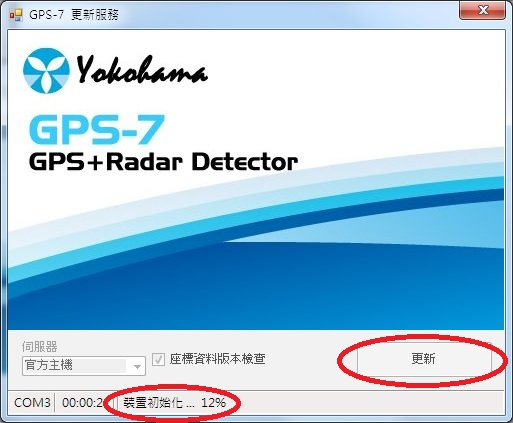 GPS-7 更新服務
Yokohama
GPS-7
GPS+Radar Detector
伺服器
官方主機
座標資料版本檢查
更新
COM3 00:00:2 裝置初始化 ... 12%